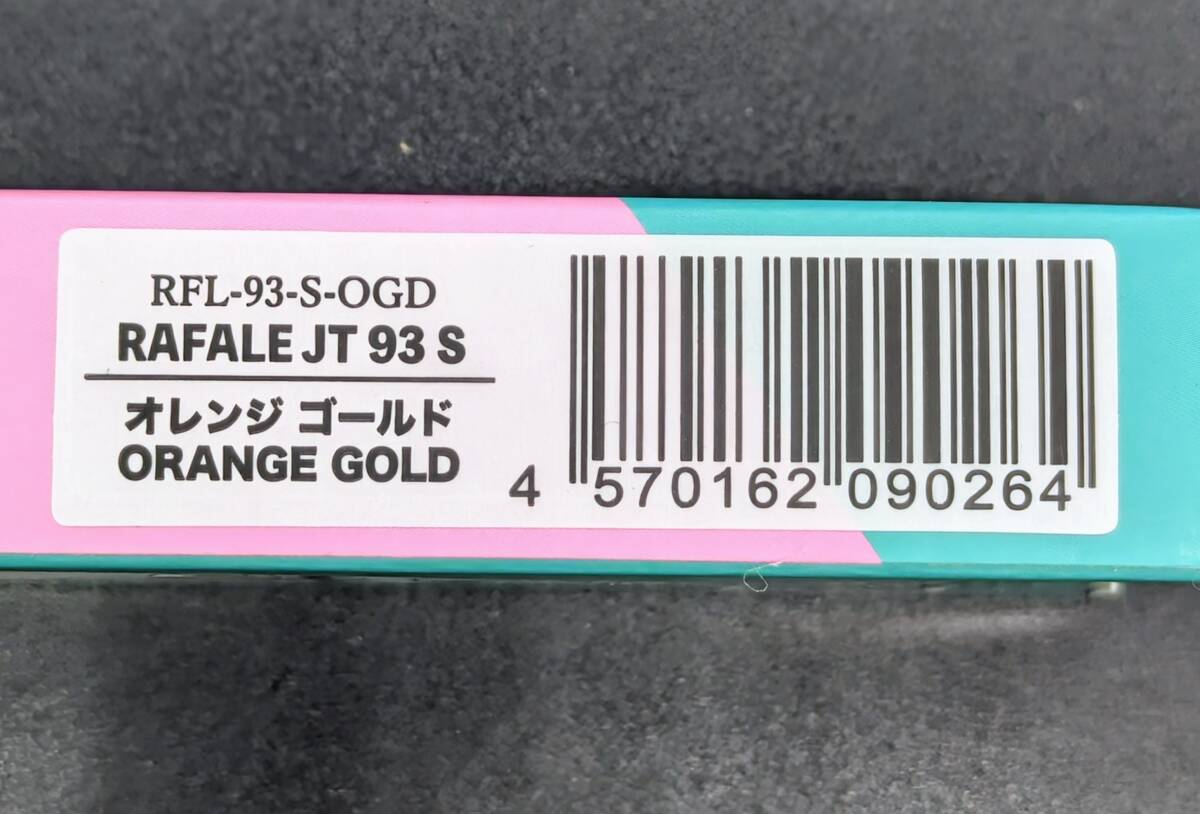 RFL-93-S-OGD
RAFALE JT 93 S
オレンジ ゴールド
ORANGE GOLD
4 570162 090264